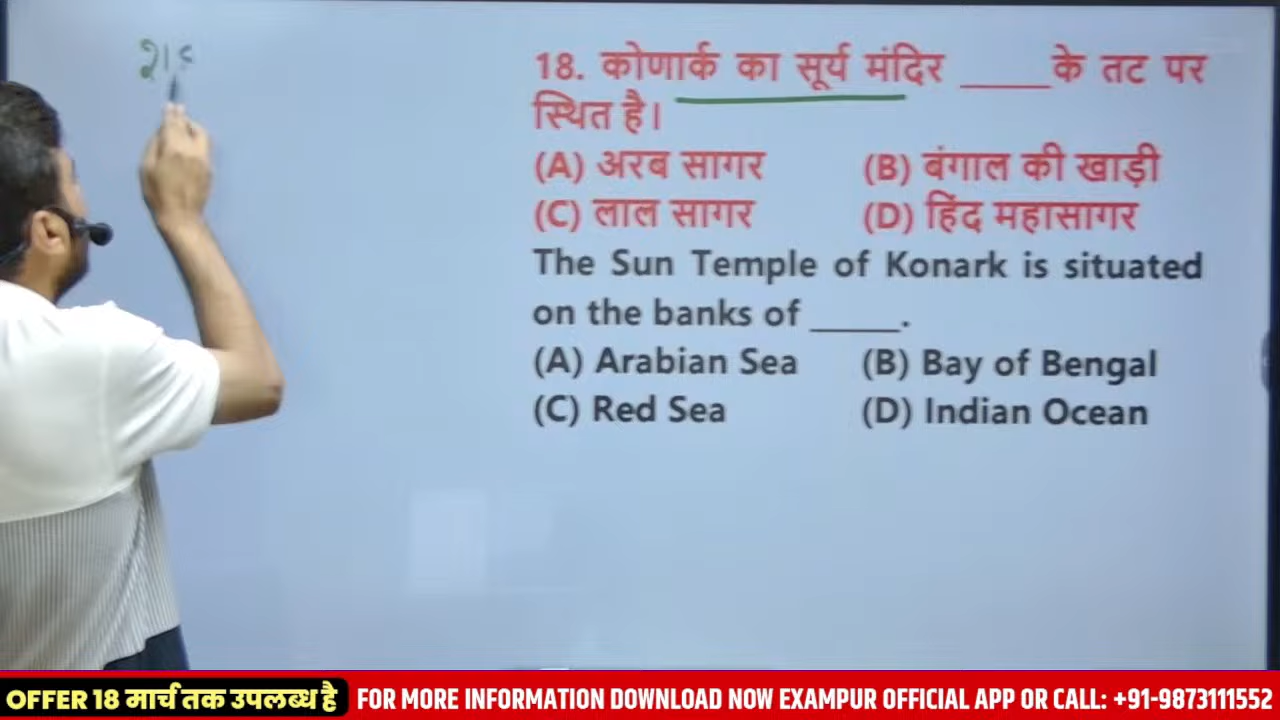 18. कोणार्क का सूर्य मंदिर _____के तट पर
स्थित है।
(A) अरब सागर (B) बंगाल की खाड़ी
(C) लाल सागर (D) हिंद महासागर
The Sun Temple of Konark is situated
on the banks of _____.
(A) Arabian Sea (B) Bay of Bengal
(C) Red Sea (D) Indian Ocean
OFFER 18 मार्च तक उपलब्ध है FOR MORE INFORMATION DOWNLOAD NOW EXAMPUR OFFICIAL APP OR CALL: +91-9873111552